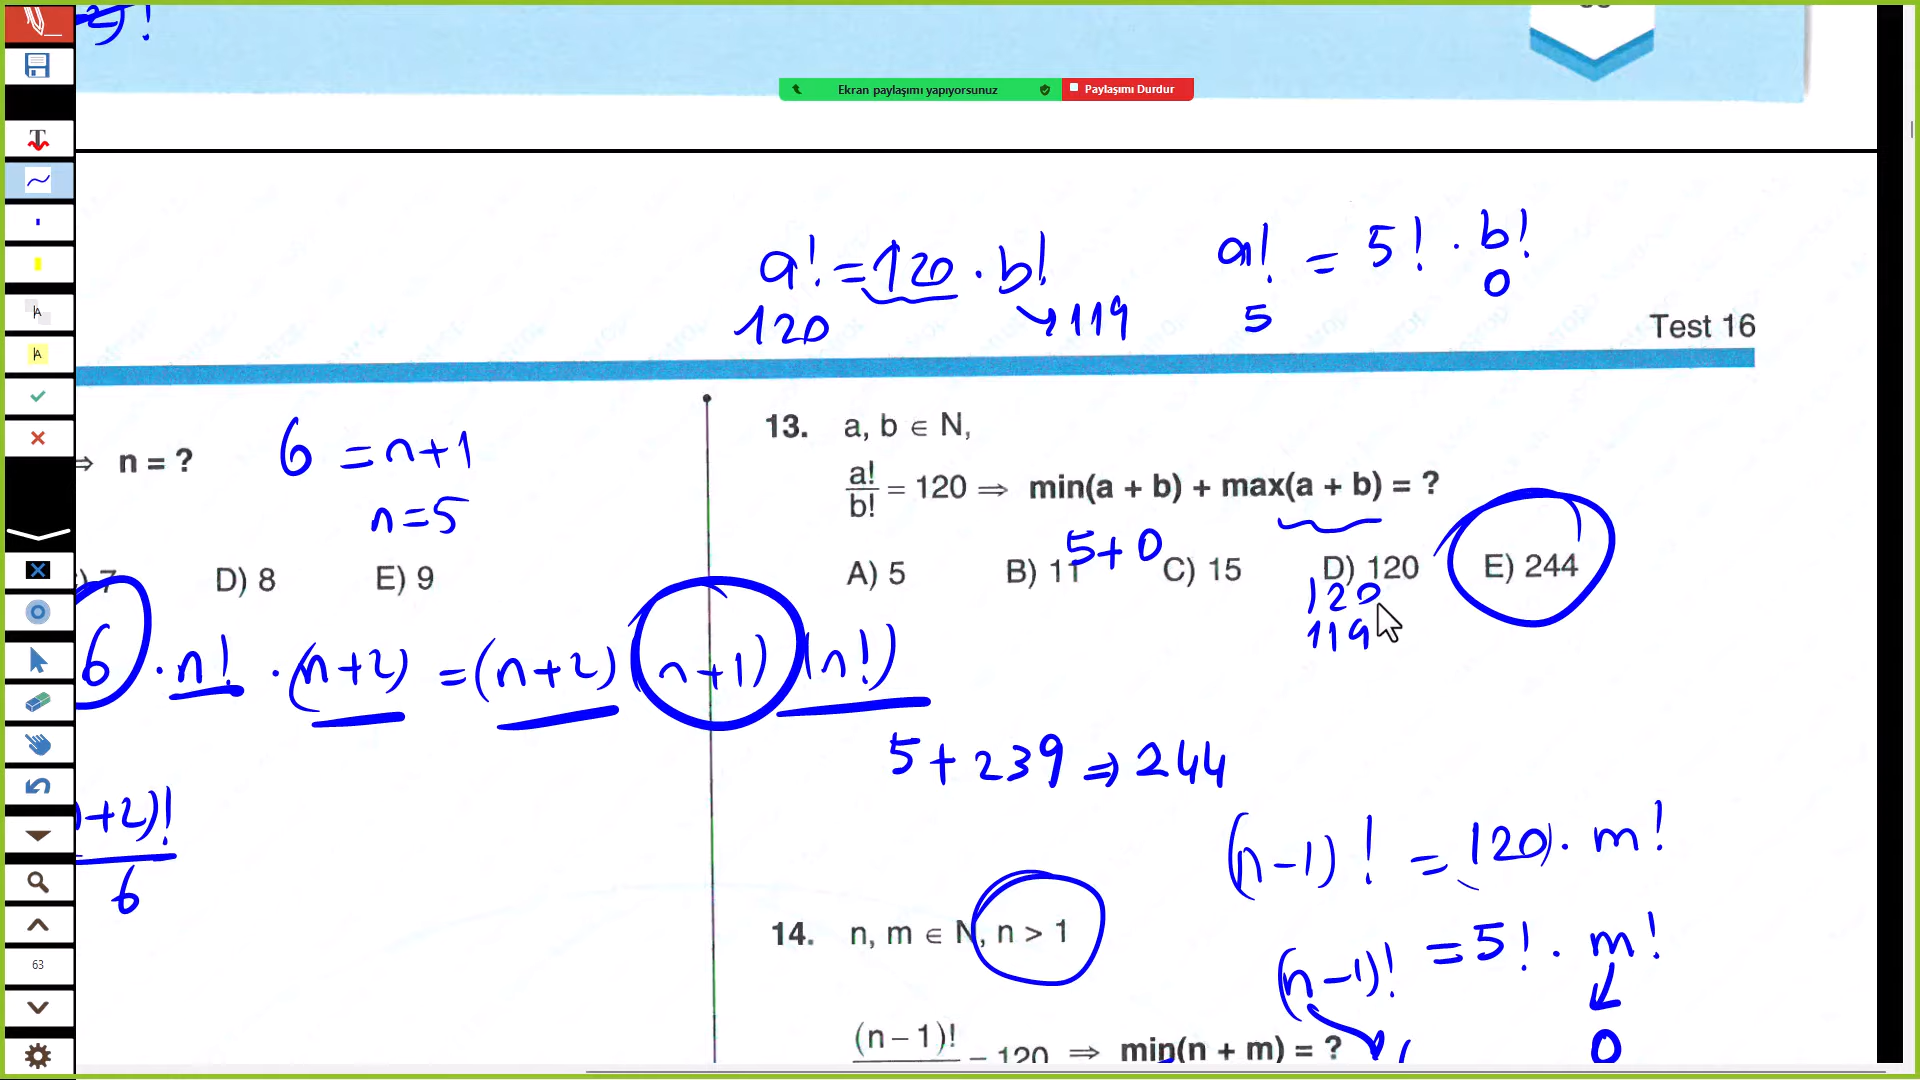 Ekran paylaşımı yapıyorsunuz
Paylaşımı Durdur
a! = 120 · b!
120 → 119
a! = 5! · b!
5 0
Test 16
⇒ n = ?
6 = n+1
n = 5
D) 8 E) 9
6 · n! · (n+2) = (n+2) (n+1) (n!)
n+2)!
6
13. a, b ∈ N,
a!/b! = 120 ⇒ min(a + b) + max(a + b) = ?
5+0
A) 5 B) 11 C) 15 D) 120 E) 244
120
119
5 + 239 ⇒ 244
(n-1)! = 120 · m!
(n-1)! = 5! · m!
0
14. n, m ∈ N, n > 1
(n – 1)!
= 120 ⇒ min(n + m) = ?
63